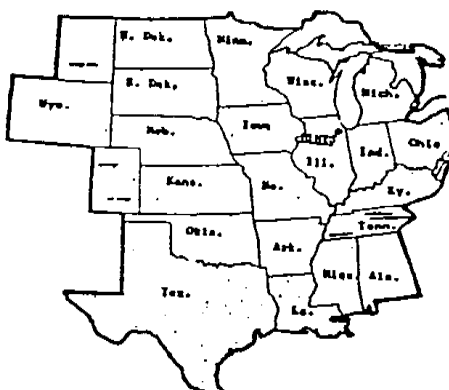 N. Dak.
Minn.
S. Dak.
Wisc.
Mich.
Wyo.
Neb.
Iowa
Ohio
Ill.
Ind.
Kans.
Mo.
Ky.
Okla.
Tenn.
Ark.
Miss
Ala.
Tex.
La.